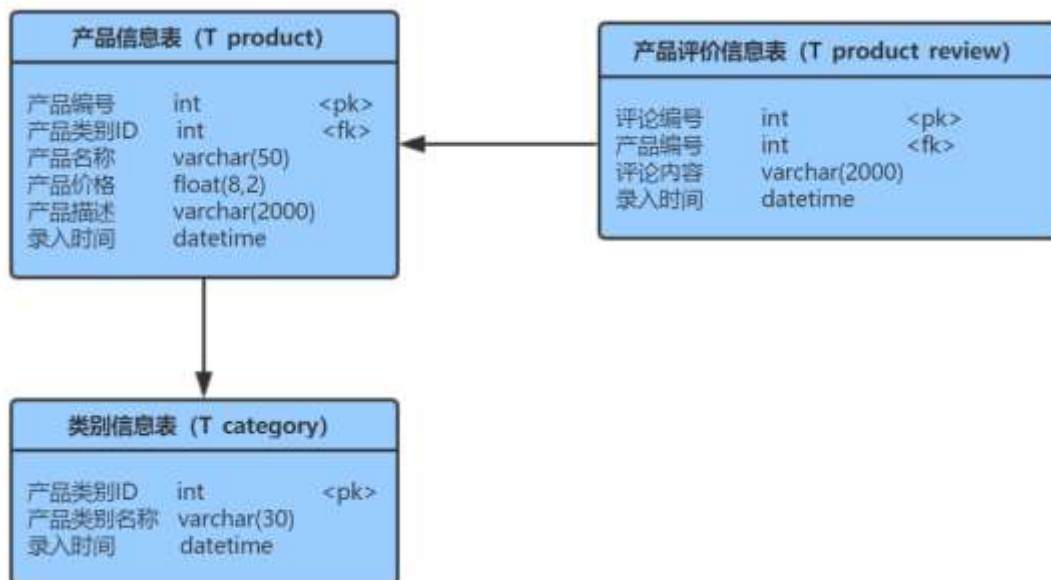 产品信息表（T product）
产品编号 int <pk>
产品类别ID int <fk>
产品名称 varchar(50)
产品价格 float(8,2)
产品描述 varchar(2000)
录入时间 datetime
产品评价信息表（T product review）
评论编号 int <pk>
产品编号 int <fk>
评论内容 varchar(2000)
录入时间 datetime
类别信息表（T category）
产品类别ID int <pk>
产品类别名称 varchar(30)
录入时间 datetime